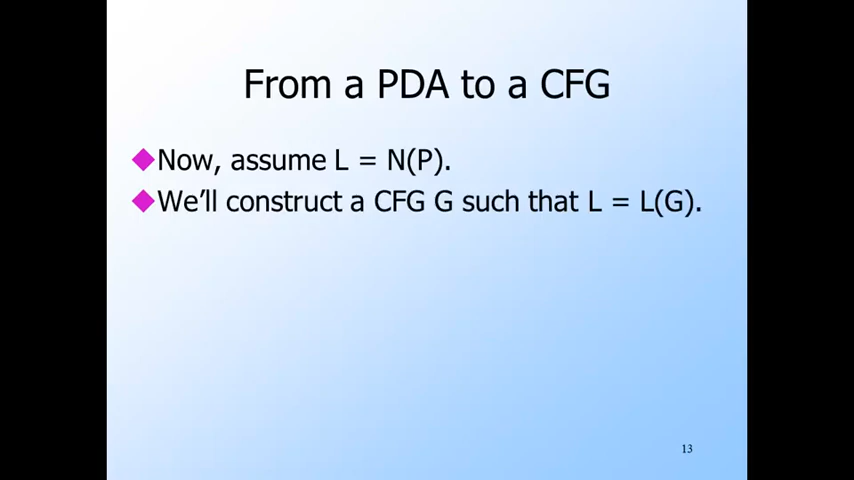 From a PDA to a CFG
Now, assume L = N(P).
We’ll construct a CFG G such that L = L(G).
13